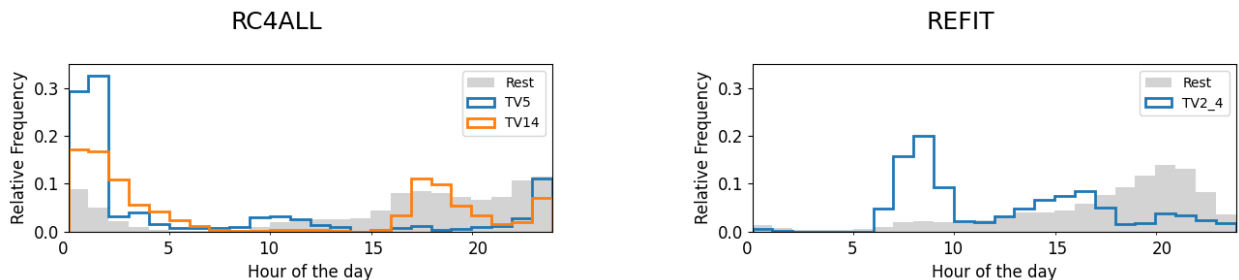 RC4ALL
REFIT
Relative Frequency
0.3
0.2
0.1
0.0
Rest
TV5
TV14
0 5 10 15 20
Hour of the day
Relative Frequency
0.3
0.2
0.1
0.0
Rest
TV2_4
0 5 10 15 20
Hour of the day